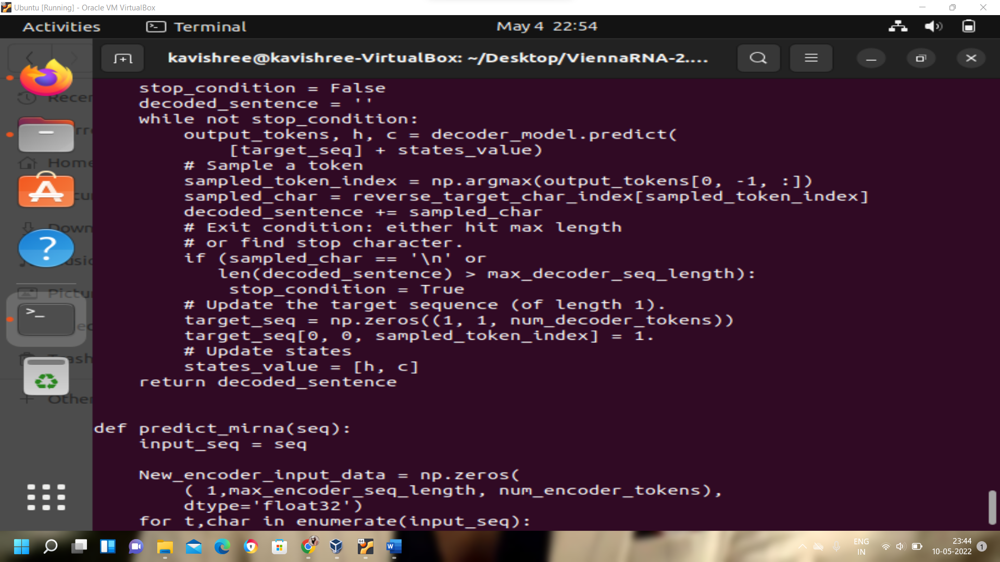 Ubuntu [Running] - Oracle VM VirtualBox
Activities
Terminal
May 4 22:54
kavishree@kavishree-VirtualBox: ~/Desktop/ViennaRNA-2....
Recen
Home
Down
Pictu
Trash
Other
    stop_condition = False
    decoded_sentence = ''
    while not stop_condition:
        output_tokens, h, c = decoder_model.predict(
            [target_seq] + states_value)
        # Sample a token
        sampled_token_index = np.argmax(output_tokens[0, -1, :])
        sampled_char = reverse_target_char_index[sampled_token_index]
        decoded_sentence += sampled_char
        # Exit condition: either hit max length
        # or find stop character.
        if (sampled_char == '\n' or
           len(decoded_sentence) > max_decoder_seq_length):
            stop_condition = True
        # Update the target sequence (of length 1).
        target_seq = np.zeros((1, 1, num_decoder_tokens))
        target_seq[0, 0, sampled_token_index] = 1.
        # Update states
        states_value = [h, c]
    return decoded_sentence
def predict_mirna(seq):
    input_seq = seq
    New_encoder_input_data = np.zeros(
        ( 1,max_encoder_seq_length, num_encoder_tokens),
        dtype='float32')
    for t,char in enumerate(input_seq):
64
64
ENG
IN
23:44
10-05-2022
1